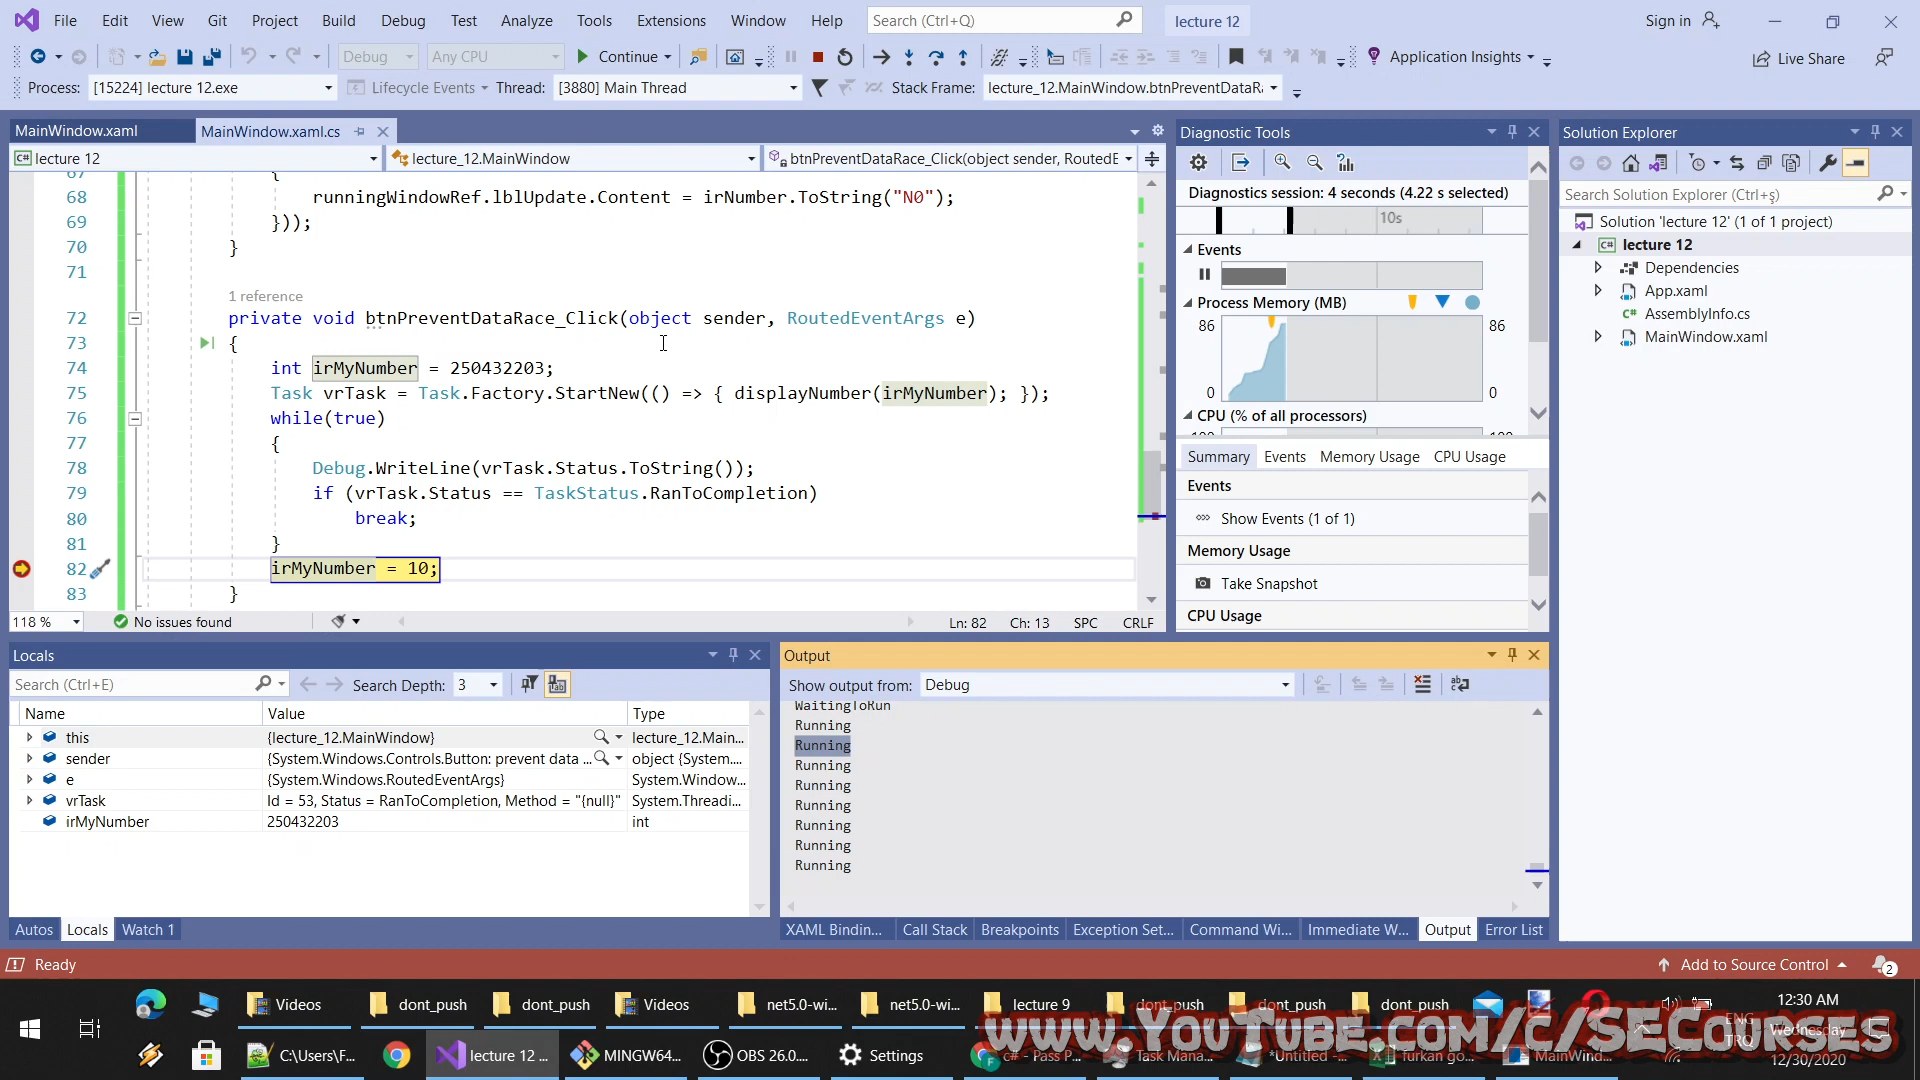 File Edit View Git Project Build Debug Test Analyze Tools Extensions Window Help Search (Ctrl+Q) lecture 12 Sign in
Debug Any CPU Continue Application Insights Live Share
Process: [15224] lecture 12.exe Lifecycle Events Thread: [3880] Main Thread Stack Frame: lecture_12.MainWindow.btnPreventDataRa
MainWindow.xaml MainWindow.xaml.cs
lecture 12 lecture_12.MainWindow btnPreventDataRace_Click(object sender, RoutedE
67 {
68 runningWindowRef.lblUpdate.Content = irNumber.ToString("N0");
69 }));
70 }
71
1 reference
72 private void btnPreventDataRace_Click(object sender, RoutedEventArgs e)
73 {
74 int irMyNumber = 250432203;
75 Task vrTask = Task.Factory.StartNew(() => { displayNumber(irMyNumber); });
76 while(true)
77 {
78 Debug.WriteLine(vrTask.Status.ToString());
79 if (vrTask.Status == TaskStatus.RanToCompletion)
80 break;
81 }
82 irMyNumber = 10;
83 }
118 % No issues found Ln: 82 Ch: 13 SPC CRLF
Diagnostic Tools
Diagnostics session: 4 seconds (4.22 s selected)
10s
Events
Process Memory (MB)
86 86
0 0
CPU (% of all processors)
100 100
Summary Events Memory Usage CPU Usage
Events
Show Events (1 of 1)
Memory Usage
Take Snapshot
CPU Usage
Solution Explorer
Search Solution Explorer (Ctrl+ş)
Solution 'lecture 12' (1 of 1 project)
lecture 12
Dependencies
App.xaml
AssemblyInfo.cs
MainWindow.xaml
Locals
Search (Ctrl+E) Search Depth: 3
Name Value Type
this {lecture_12.MainWindow} lecture_12.Main...
sender {System.Windows.Controls.Button: prevent data ... object {System....
e {System.Windows.RoutedEventArgs} System.Window...
vrTask Id = 53, Status = RanToCompletion, Method = "{null}" System.Threadi...
irMyNumber 250432203 int
Autos Locals Watch 1
Output
Show output from: Debug
WaitingToRun
Running
Running
Running
Running
Running
Running
Running
Running
XAML Bindin... Call Stack Breakpoints Exception Set... Command Wi... Immediate W... Output Error List
Ready Add to Source Control 2
Videos dont_push dont_push Videos net5.0-wi... net5.0-wi... lecture 9 dont_push dont_push dont_push 12:30 AM
ENG Wednesday
www.YouTube.com/c/SECourses
C:\Users\F... lecture 12 ... MINGW64... OBS 26.0.... Settings c# - Pass P... Task Mana... *Untitled -... furkan go... MainWind... TRQ 12/30/2020